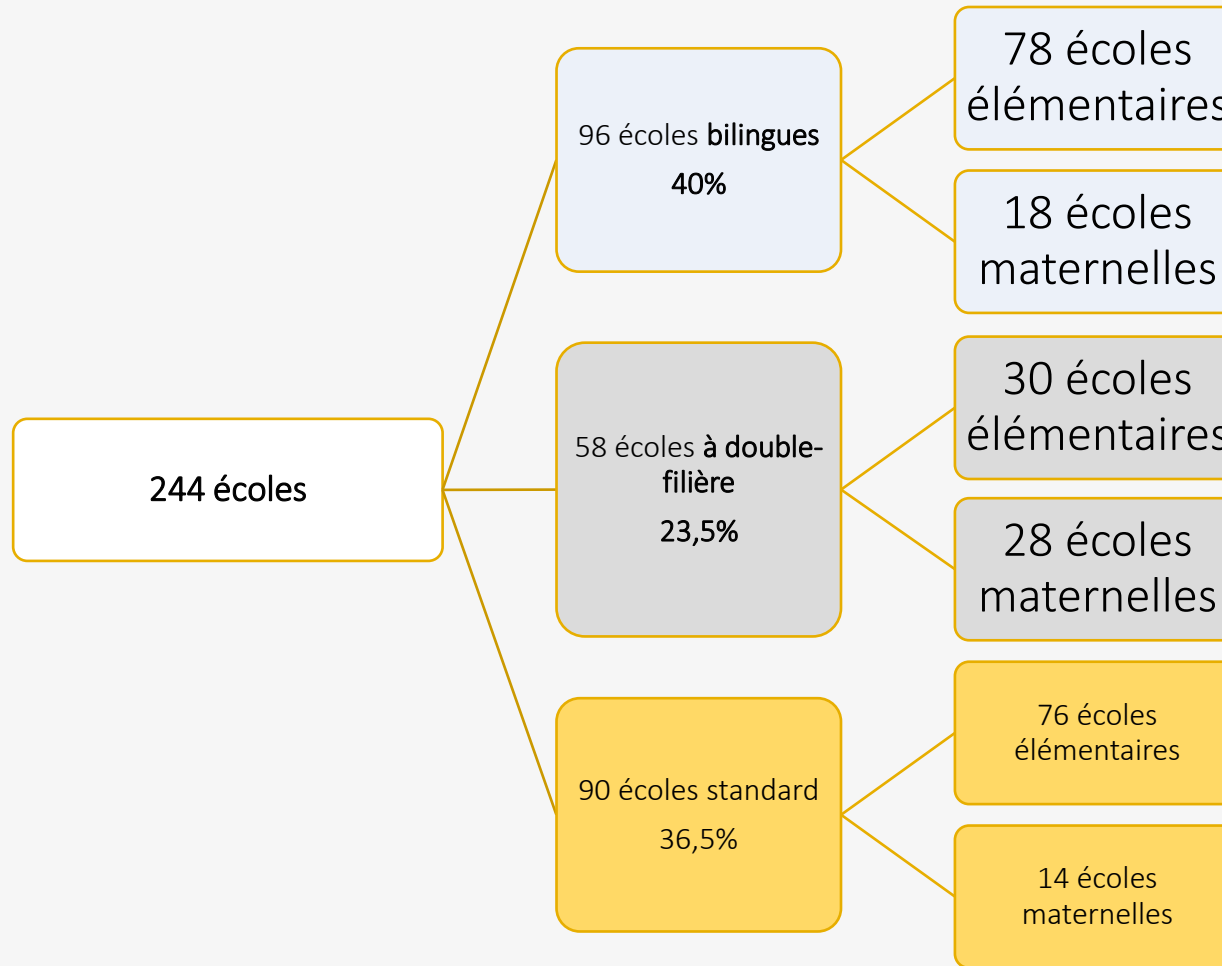 244 écoles
96 écoles bilingues
40%
78 écoles
élémentaires
18 écoles
maternelles
58 écoles à double-
filière
23,5%
30 écoles
élémentaires
28 écoles
maternelles
90 écoles standard
36,5%
76 écoles
élémentaires
14 écoles
maternelles